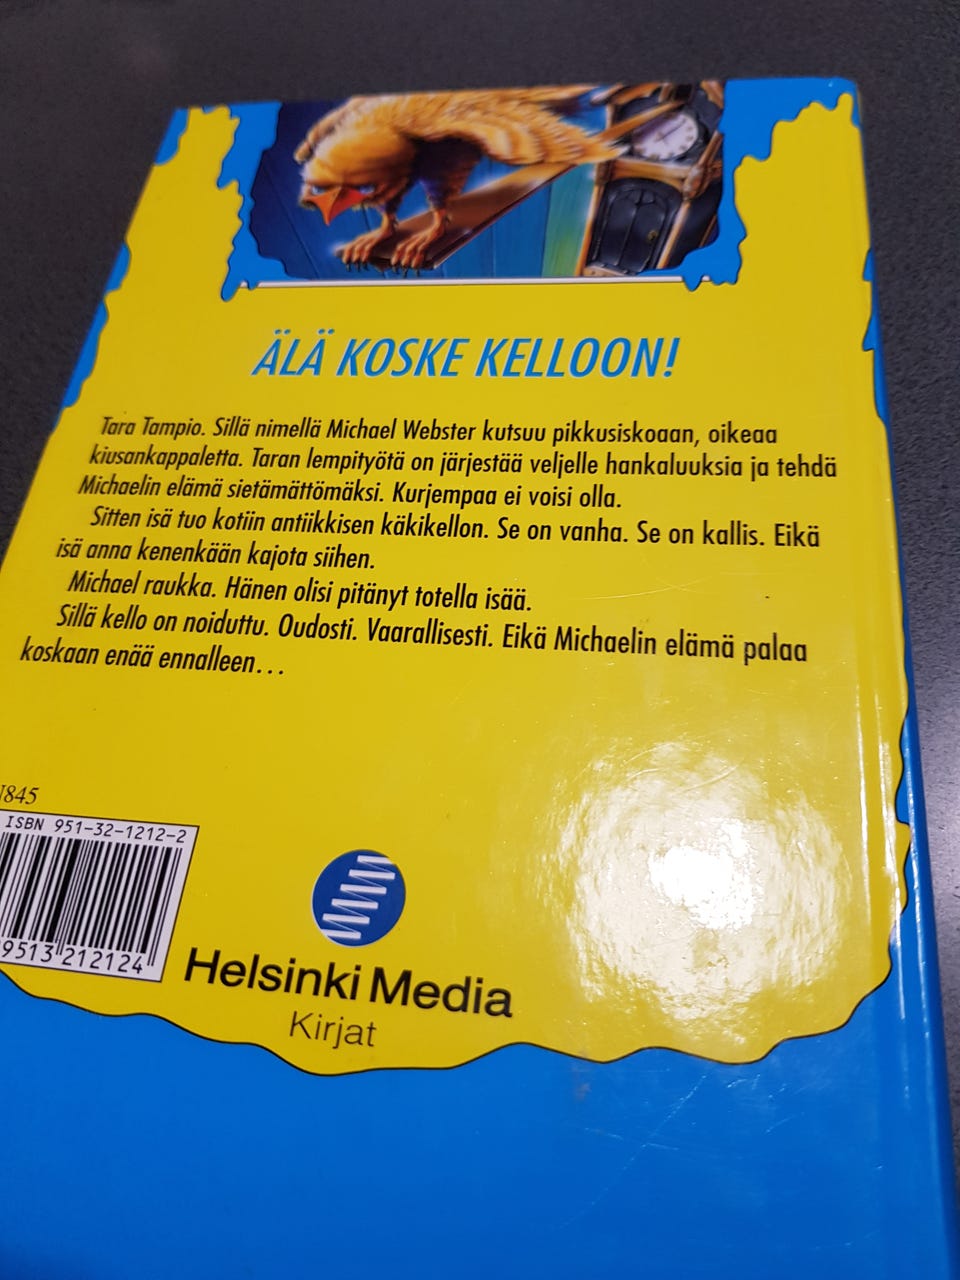 ÄLÄ KOSKE KELLOON!
Tara Tampio. Sillä nimellä Michael Webster kutsuu pikkusiskoaan, oikeaa
kiusankappaletta. Taran lempityötä on järjestää veljelle hankaluuksia ja tehdä
Michaelin elämä sietämättömäksi. Kurjempaa ei voisi olla.
Sitten isä tuo kotiin antiikkisen käkikellon. Se on vanha. Se on kallis. Eikä
isä anna kenenkään kajota siihen.
Michael raukka. Hänen olisi pitänyt totella isää.
Sillä kello on noiduttu. Oudosti. Vaarallisesti. Eikä Michaelin elämä palaa
koskaan enää ennalleen...
845
ISBN 951-32-1212-2
9513 212124
Helsinki Media
Kirjat